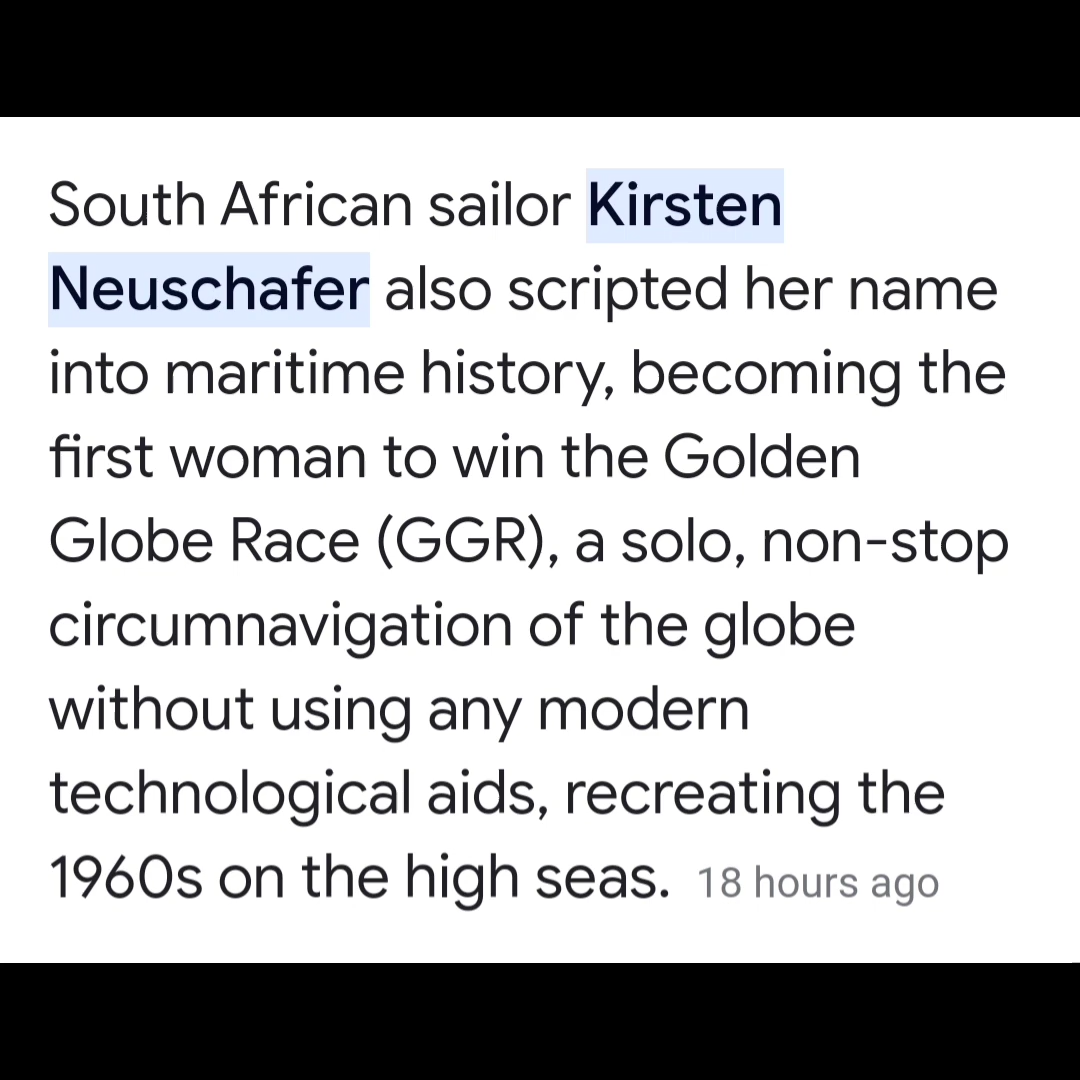 South African sailor Kirsten
Neuschafer also scripted her name
into maritime history, becoming the
first woman to win the Golden
Globe Race (GGR), a solo, non-stop
circumnavigation of the globe
without using any modern
technological aids, recreating the
1960s on the high seas. 18 hours ago